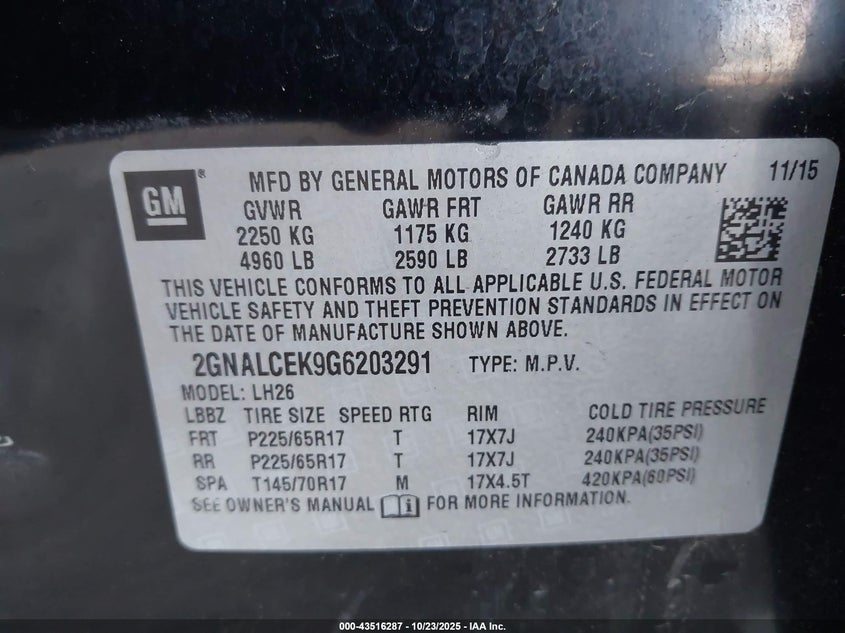 GM ® MFD BY GENERAL MOTORS OF CANADA COMPANY 11/15
GVWR GAWR FRT GAWR RR
2250 KG 1175 KG 1240 KG
4960 LB 2590 LB 2733 LB
THIS VEHICLE CONFORMS TO ALL APPLICABLE U.S. FEDERAL MOTOR
VEHICLE SAFETY AND THEFT PREVENTION STANDARDS IN EFFECT ON
THE DATE OF MANUFACTURE SHOWN ABOVE.
2GNALCEK9G6203291 TYPE: M.P.V.
MODEL: LH26
LBBZ TIRE SIZE SPEED RTG RIM COLD TIRE PRESSURE
FRT P225/65R17 T 17X7J 240KPA(35PSI)
RR P225/65R17 T 17X7J 240KPA(35PSI)
SPA T145/70R17 M 17X4.5T 420KPA(60PSI)
SEE OWNER'S MANUAL i FOR MORE INFORMATION.
000-43516287 - 10/23/2025 - IAA Inc.